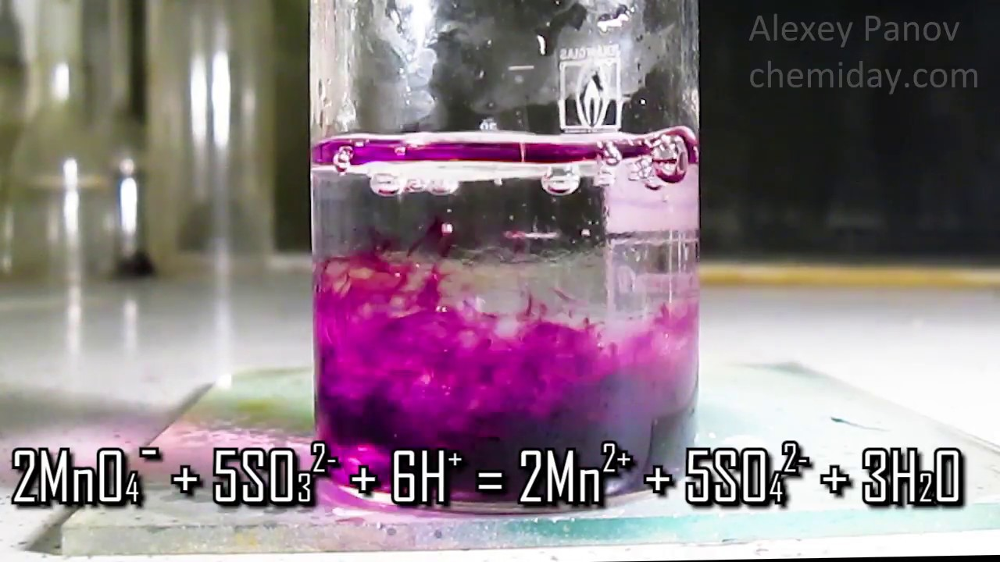 Alexey Panov
chemiday.com
2MnO₄⁻ + 5SO₃²⁻ + 6H⁺ = 2Mn²⁺ + 5SO₄²⁻ + 3H₂O